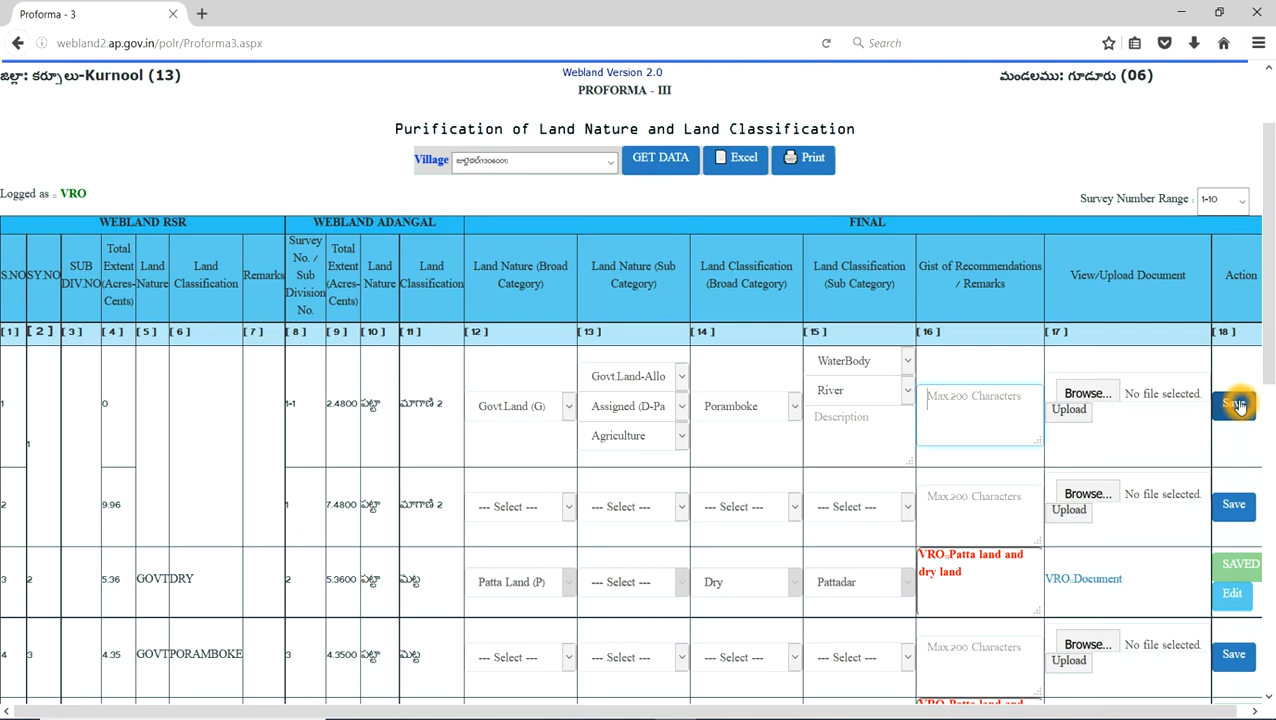 Proforma - 3
webland2.ap.gov.in/polr/Proforma3.aspx
Search
జిల్లా: కర్నూలు-Kurnool (13)
Webland Version 2.0
మండలము: గూడూరు (06)
PROFORMA - III
Purification of Land Nature and Land Classification
Village
GET DATA
Excel
Print
Logged as :: VRO
Survey Number Range :
1-10
WEBLAND RSR
WEBLAND ADANGAL
FINAL
S.NO
SY.NO
SUB DIV.NO
Total Extent (Acres-Cents)
Land Nature
Land Classification
Remarks
Survey No. / Sub Division No.
Total Extent (Acres-Cents)
Land Nature
Land Classification
Land Nature (Broad Category)
Land Nature (Sub Category)
Land Classification (Broad Category)
Land Classification (Sub Category)
Gist of Recommendations / Remarks
View/Upload Document
Action
[ 1 ] [ 2 ] [ 3 ] [ 4 ] [ 5 ] [ 6 ] [ 7 ] [ 8 ] [ 9 ] [ 10 ] [ 11 ] [ 12 ] [ 13 ] [ 14 ] [ 15 ] [ 16 ] [ 17 ] [ 18 ]
1
1
0
1-1
2.4800
పట్టా
మాగాణి 2
Govt.Land (G)
Govt.Land-Allo
Assigned (D-Pa
Agriculture
Poramboke
WaterBody
River
Description
Max.200 Characters
Browse... No file selected.
Upload
Save
2
9.96
1
7.4800
పట్టా
మాగాణి 2
--- Select ---
--- Select ---
--- Select ---
--- Select ---
Max.200 Characters
Browse... No file selected.
Upload
Save
3
2
5.36
GOVT
DRY
2
5.3600
పట్టా
మెట్ట
Patta Land (P)
--- Select ---
Dry
Pattadar
VRO::Patta land and
dry land
VRO::Document
SAVED
Edit
4
3
4.35
GOVT
PORAMBOKE
3
4.3500
పట్టా
మెట్ట
--- Select ---
--- Select ---
--- Select ---
--- Select ---
Max.200 Characters
Browse... No file selected.
Upload
Save
VRO::Patta land and